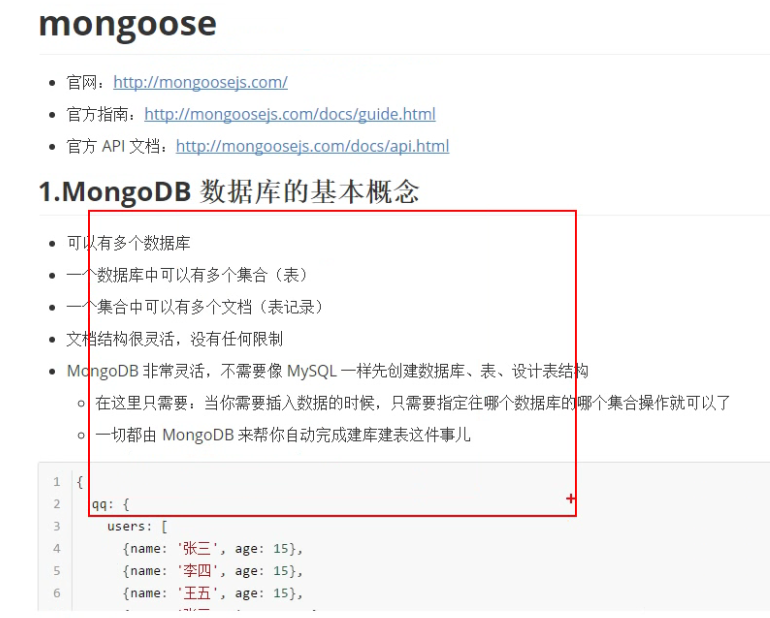 mongoose
官网：http://mongoosejs.com/
官方指南：http://mongoosejs.com/docs/guide.html
官方 API 文档：http://mongoosejs.com/docs/api.html
1.MongoDB 数据库的基本概念
可以有多个数据库
一个数据库中可以有多个集合（表）
一个集合中可以有多个文档（表记录）
文档结构很灵活，没有任何限制
MongoDB 非常灵活，不需要像 MySQL 一样先创建数据库、表、设计表结构
在这里只需要：当你需要插入数据的时候，只需要指定往哪个数据库的哪个集合操作就可以了
一切都由 MongoDB 来帮你自动完成建库建表这件事儿
1 {
2 qq: {
3 users: [
4 {name: '张三', age: 15},
5 {name: '李四', age: 15},
6 {name: '王五', age: 15},